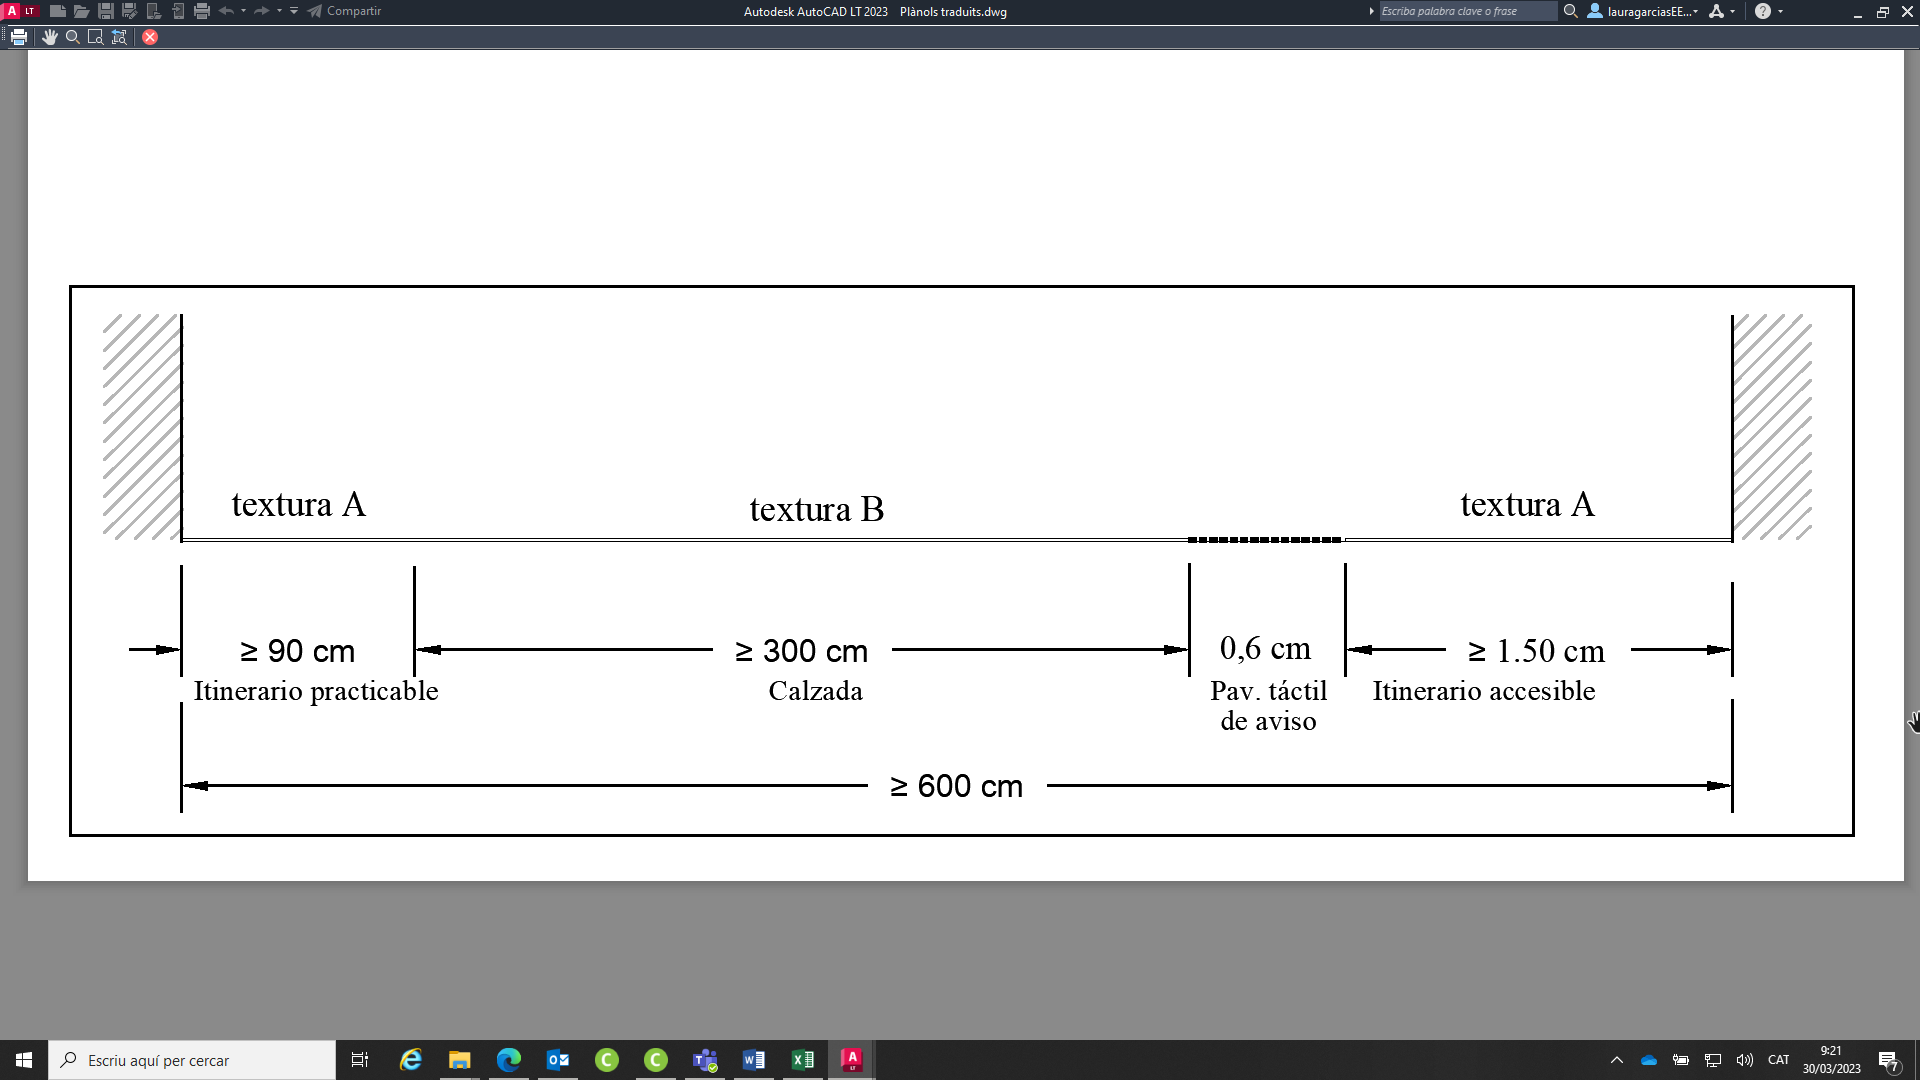 A LT
Compartir
Autodesk AutoCAD LT 2023 Plànols traduits.dwg
Escriba palabra clave o frase
lauragarciasEE...
textura A
textura B
textura A
≥ 90 cm
≥ 300 cm
0,6 cm
≥ 1.50 cm
Itinerario practicable
Calzada
Pav. táctil
de aviso
Itinerario accesible
≥ 600 cm
Escriu aquí per cercar
CAT
9:21
30/03/2023
7